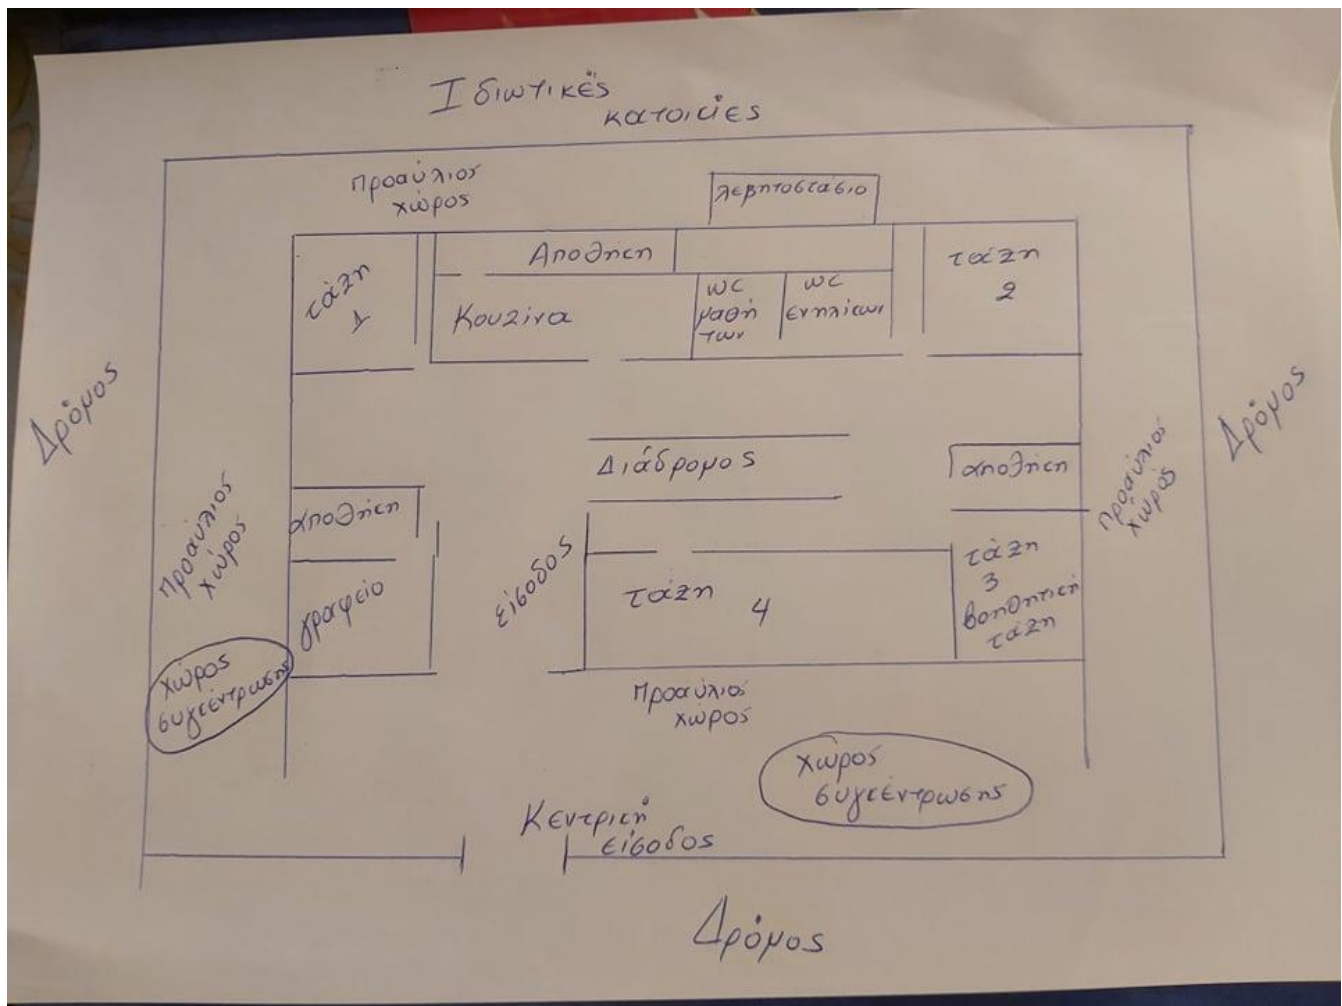 Ιδιωτικές
κατοικίες
Προαύλιος
χώρος
λεβητοστάσιο
τάξη
1
Αποθήκη
Κουζίνα
WC
μαθη
των
WC
ενηλίκων
τάξη
2
Δρόμος
Δρόμος
Διάδρομος
αποθήκη
αποθήκη
Προαύλιος
χώρος
Προαύλιος
χώρος
γραφείο
είσοδος
τάξη
4
τάξη
3
βοηθητική
τάξη
χώρος
συγκέντρωσης
Προαύλιος
χώρος
χώρος
συγκέντρωσης
Κεντρική
είσοδος
Δρόμος